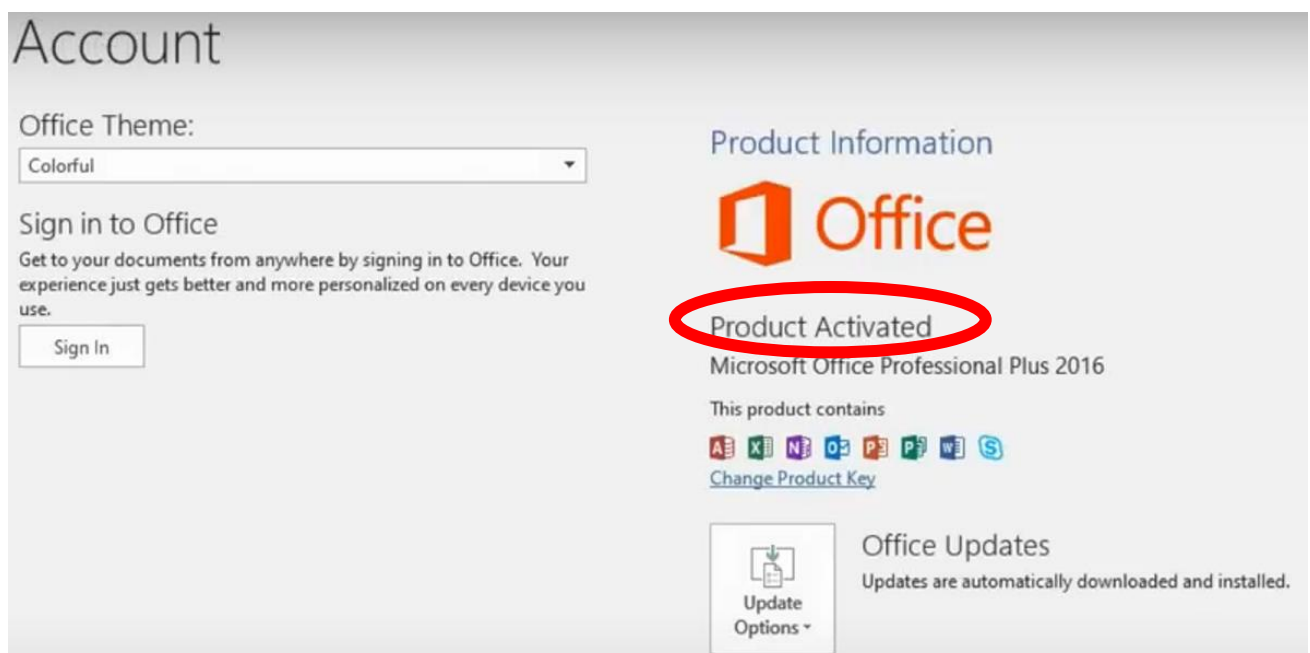 Account
Office Theme:
Colorful
Sign in to Office
Get to your documents from anywhere by signing in to Office. Your
experience just gets better and more personalized on every device you
use.
Sign In
Product Information
Office
Product Activated
Microsoft Office Professional Plus 2016
This product contains
Change Product Key
Update
Options
Office Updates
Updates are automatically downloaded and installed.